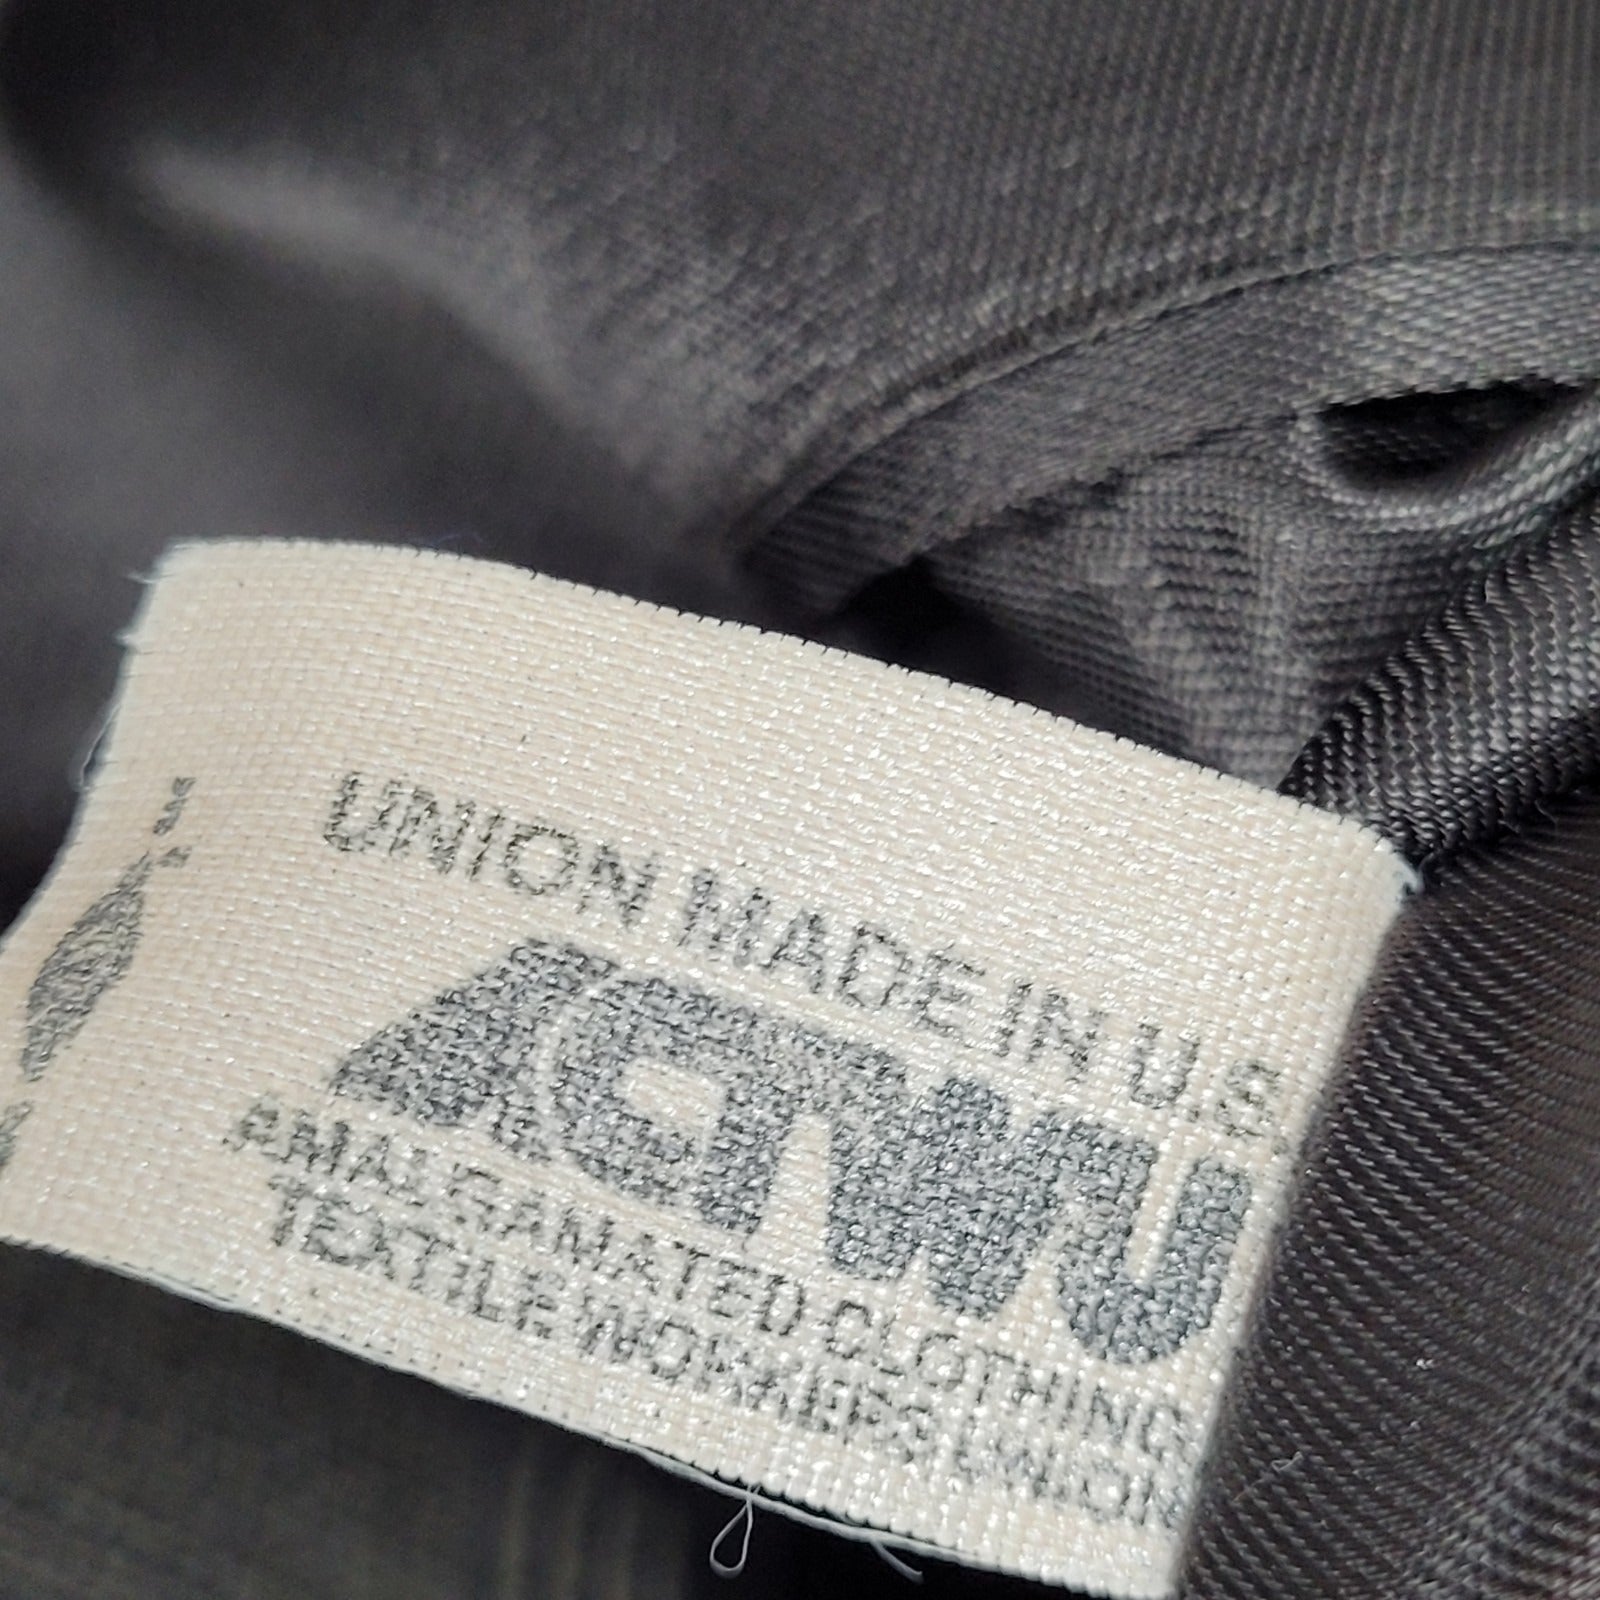 UNION MADE IN U.S.
ACTWU
AMALGAMATED CLOTHING
TEXTILE WORKERS UNION